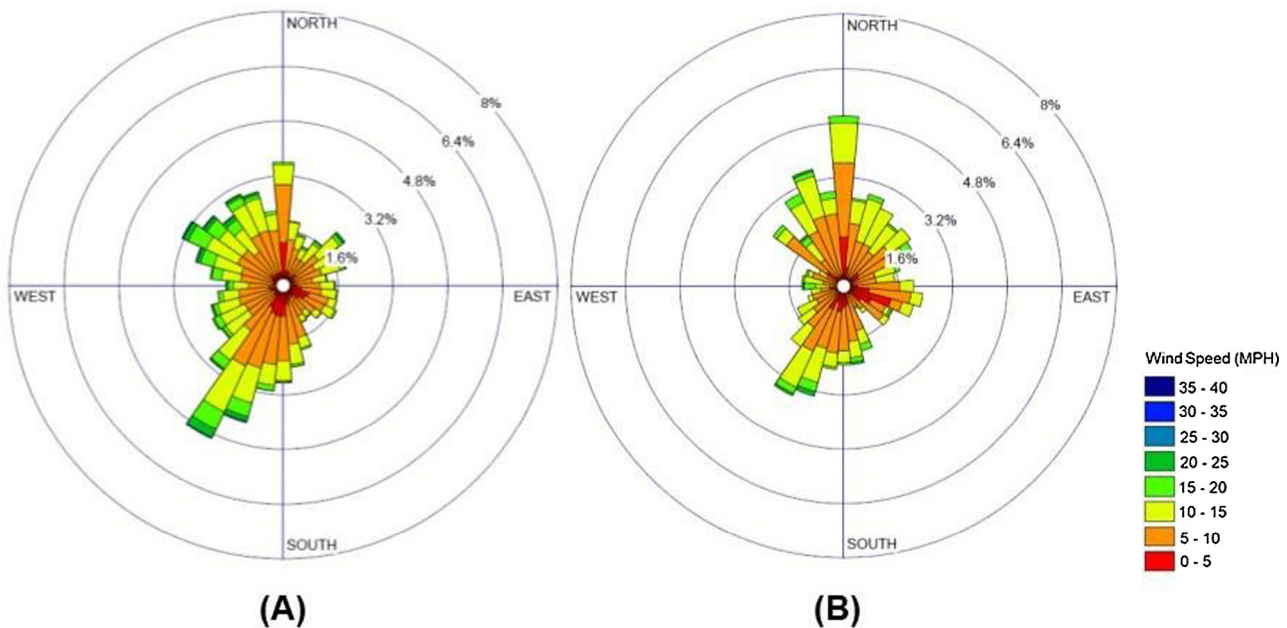 NORTH
8%
6.4%
4.8%
3.2%
1.6%
WEST
EAST
SOUTH
(A)
NORTH
8%
6.4%
4.8%
3.2%
1.6%
WEST
EAST
SOUTH
(B)
Wind Speed (MPH)
35 - 40
30 - 35
25 - 30
20 - 25
15 - 20
10 - 15
5 - 10
0 - 5